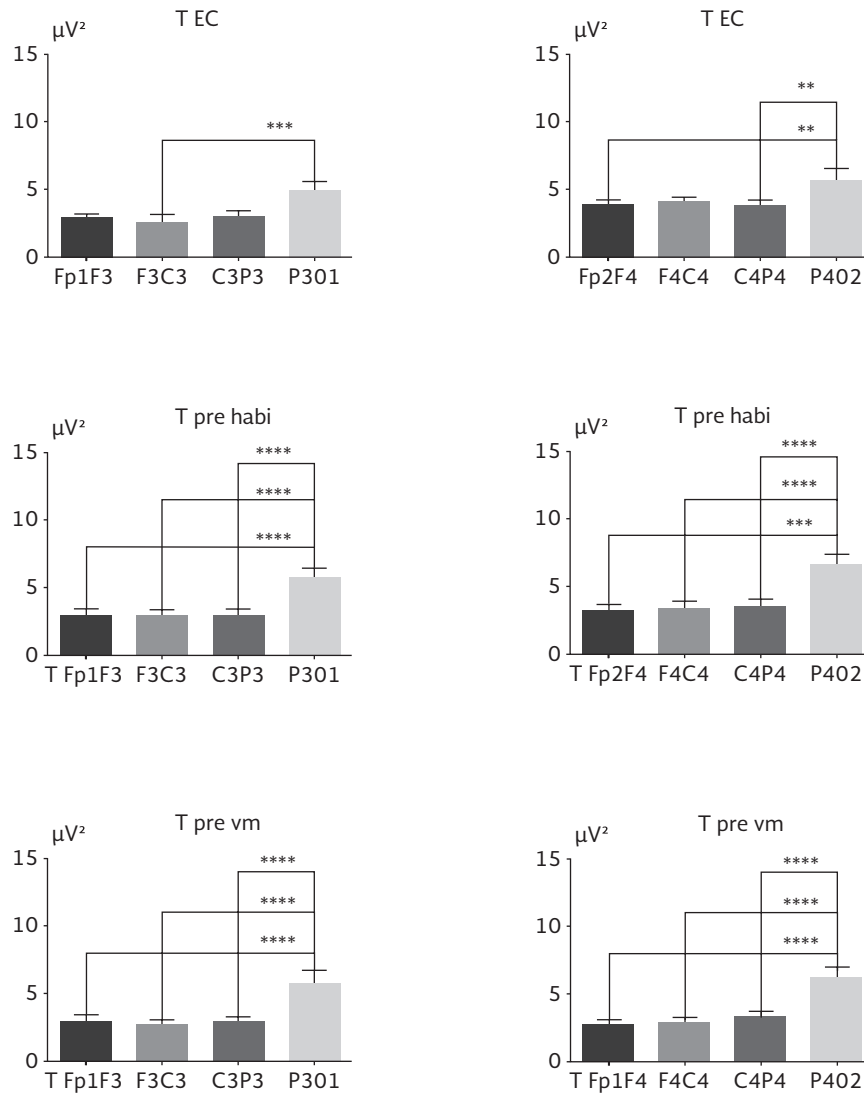 T EC
μV²
15
***
10
5
0
Fp1F3 F3C3 C3P3 P301
T EC
μV²
15
**
10
**
5
0
Fp2F4 F4C4 C4P4 P402
T pre habi
μV²
15
****
****
10
****
5
0
T Fp1F3 F3C3 C3P3 P301
T pre habi
μV²
15
****
****
10
***
5
0
T Fp2F4 F4C4 C4P4 P402
T pre vm
μV²
15
****
****
10
****
5
0
T Fp1F3 F3C3 C3P3 P301
T pre vm
μV²
15
****
****
10
****
5
0
T Fp1F4 F4C4 C4P4 P402